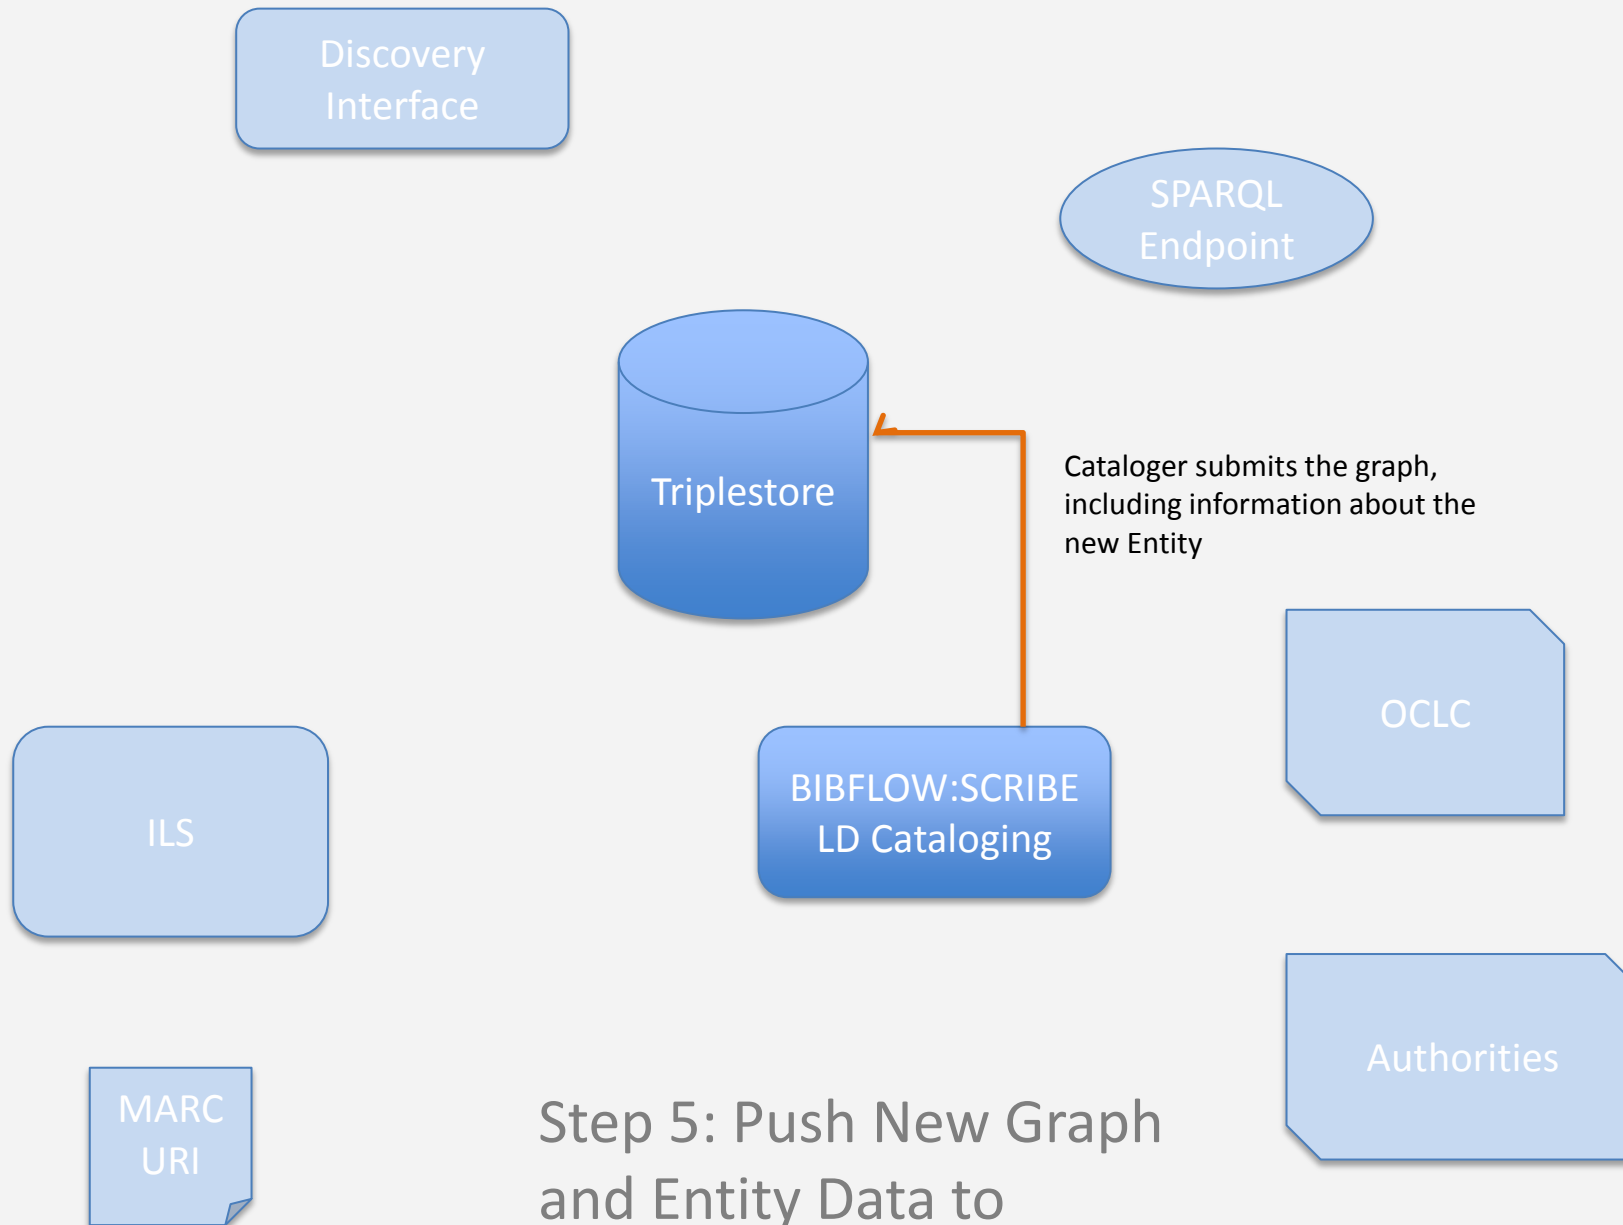 Discovery
Interface
SPARQL
Endpoint
Triplestore
Cataloger submits the graph,
including information about the
new Entity
OCLC
BIBFLOW:SCRIBE
LD Cataloging
ILS
Authorities
MARC
URI
Step 5: Push New Graph
and Entity Data to